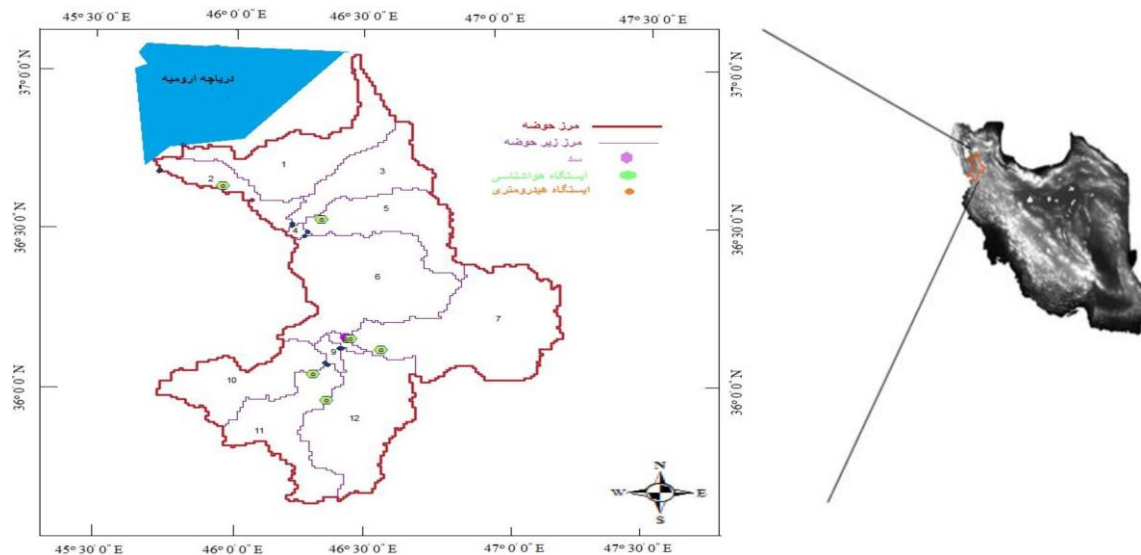 45° 30' 0"E
46° 0' 0"E
46° 30' 0"E
47° 0' 0"E
47° 30' 0"E
37° 0' 0"N
37° 0' 0"N
دریاچه ارومیه
مرز حوضه
مرز زیر حوضه
سد
ایستگاه هواشناسی
ایستگاه هیدرومتری
1
2
3
5
4
36° 30' 0"N
36° 30' 0"N
6
7
9
10
36° 0' 0"N
36° 0' 0"N
12
11
N
W
E
S
45° 30' 0"E
46° 0' 0"E
46° 30' 0"E
47° 0' 0"E
47° 30' 0"E